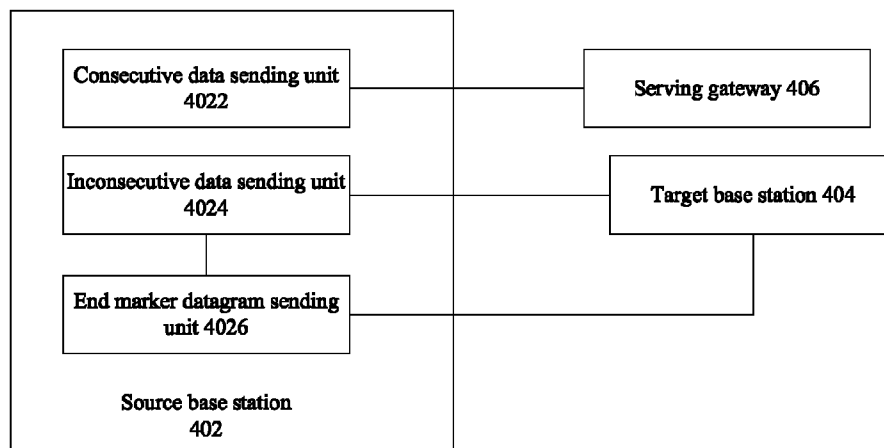 Consecutive data sending unit
4022
Serving gateway 406
Inconsecutive data sending unit
4024
Target base station 404
End marker datagram sending
unit 4026
Source base station
402